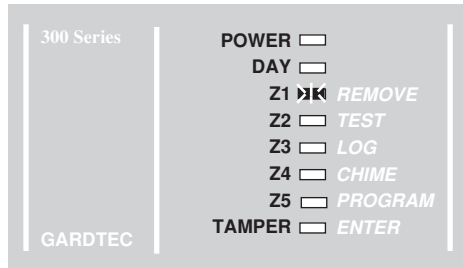 300 Series
POWER
DAY
Z1 REMOVE
Z2 TEST
Z3 LOG
Z4 CHIME
Z5 PROGRAM
TAMPER ENTER
GARDTEC